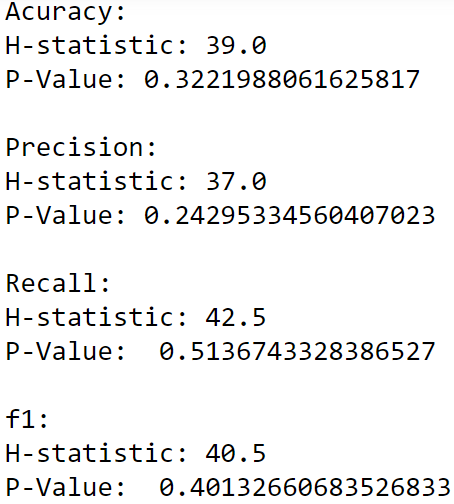 Acuracy:
H-statistic: 39.0
P-Value: 0.3221988061625817
Precision:
H-statistic: 37.0
P-Value: 0.24295334560407023
Recall:
H-statistic: 42.5
P-Value:  0.5136743328386527
f1:
H-statistic: 40.5
P-Value:  0.40132660683526833